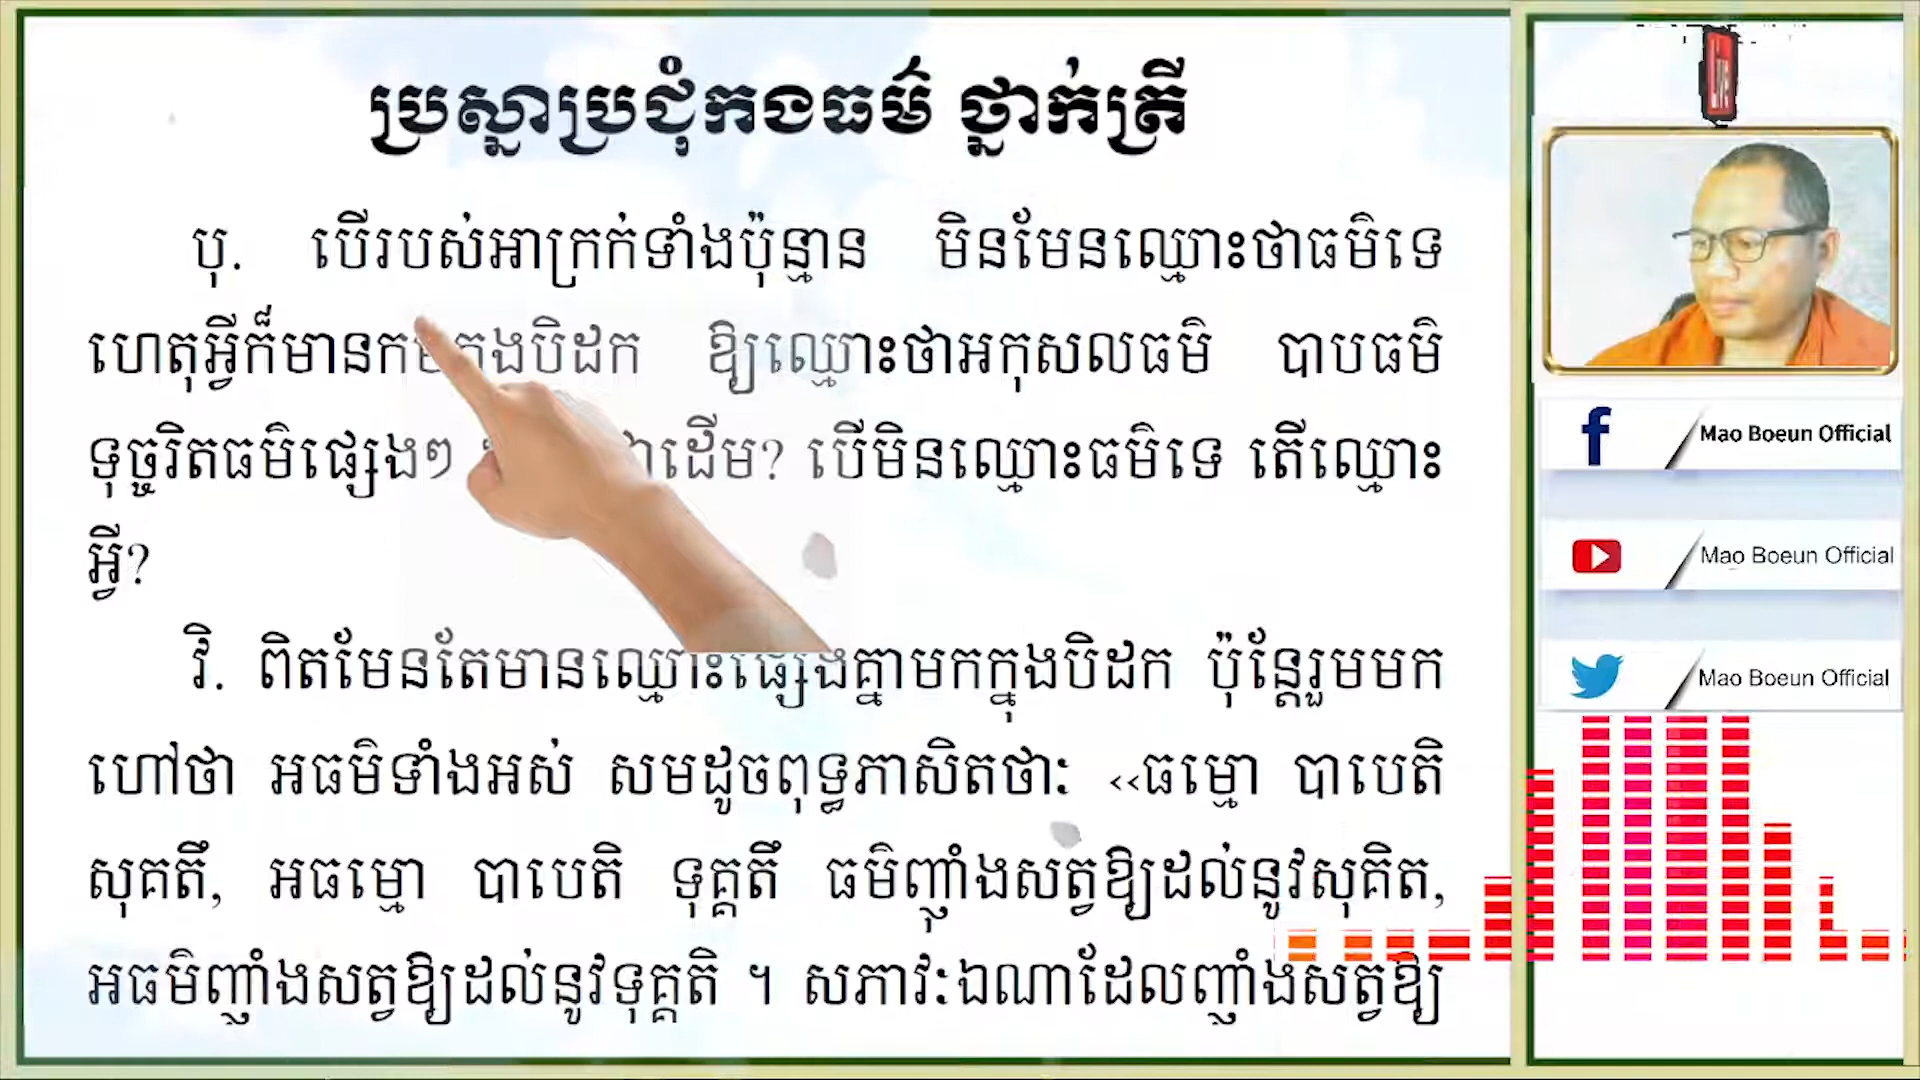 ប្រស្នាប្រជុំកងធម៌ ថ្នាក់ត្រី
បុ. បើរបស់អាក្រក់ទាំងប៉ុន្មាន មិនមែនឈ្មោះថាធម៌ទេ
ហេតុអ្វីក៏មានកម្មក្នុងបិដក ឱ្យឈ្មោះថាអកុសលធម៌ បាបធម៌
ទុច្ចរិតធម៌ផ្សេងៗ ជាដើម? បើមិនឈ្មោះធម៌ទេ តើឈ្មោះ
អ្វី?
វិ. ពិតមែនតែមានឈ្មោះផ្សេងគ្នាមកក្នុងបិដក ប៉ុន្តែរួមមក
ហៅថា អធម៌ទាំងអស់ សមដូចពុទ្ធភាសិតថាៈ ‹‹ធម្មោ បាបេតិ
សុគតឹ, អធម្មោ បាបេតិ ទុគ្គតឹ ធម៌ញ៉ាំងសត្វឱ្យដល់នូវសុគិត,
អធម៌ញ៉ាំងសត្វឱ្យដល់នូវទុគ្គតិ ។ សភាវៈឯណាដែលញ៉ាំងសត្វឱ្យ
LIVE
Mao Boeun Official
Mao Boeun Official
Mao Boeun Official